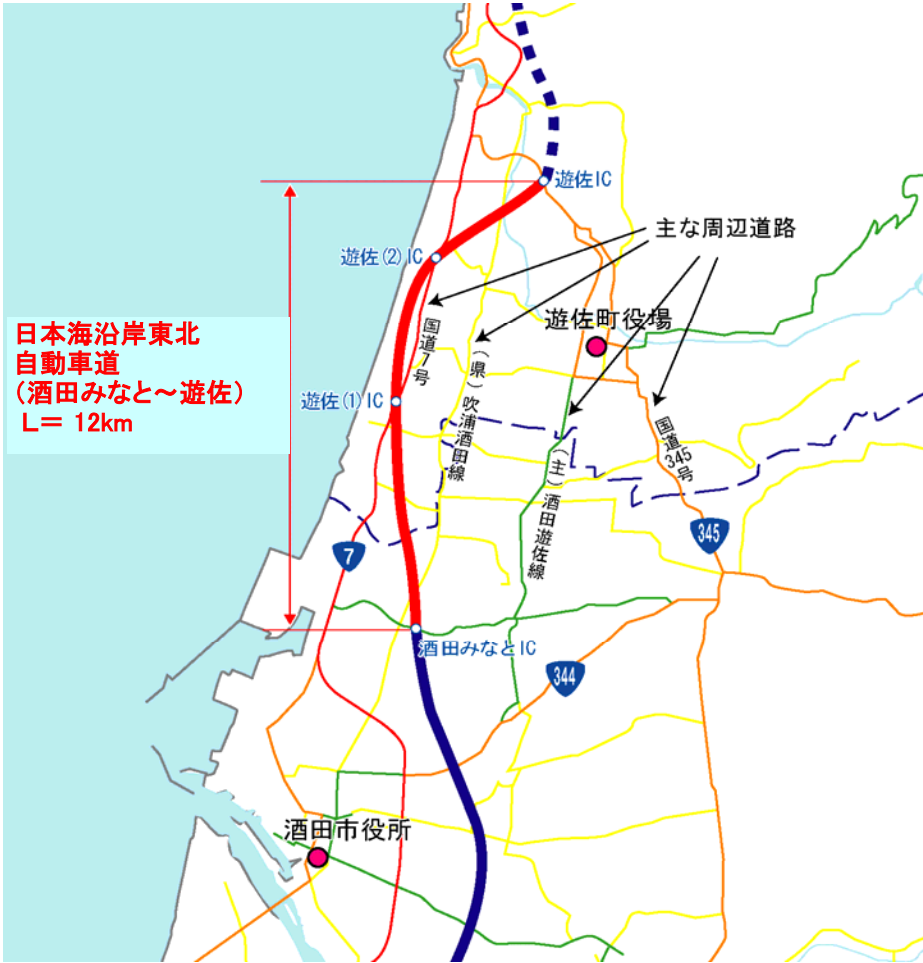 遊佐IC
主な周辺道路
遊佐(2)IC
遊佐町役場
国道7号
日本海沿岸東北
自動車道
(酒田みなと～遊佐)
L= 12km
(県)吹浦酒田線
遊佐(1)IC
国道345号
(主)酒田遊佐線
345
7
酒田みなとIC
344
酒田市役所